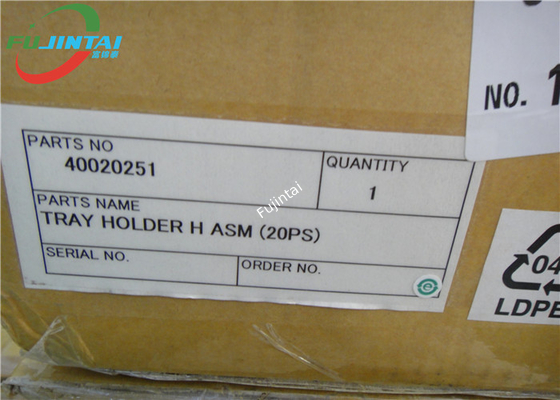 FUJINTAI
NO. 1
PARTS NO
40020251
QUANTITY
1
PARTS NAME
TRAY HOLDER H ASM (20PS)
SERIAL NO.
ORDER NO.
Fujintai
04
LDPE